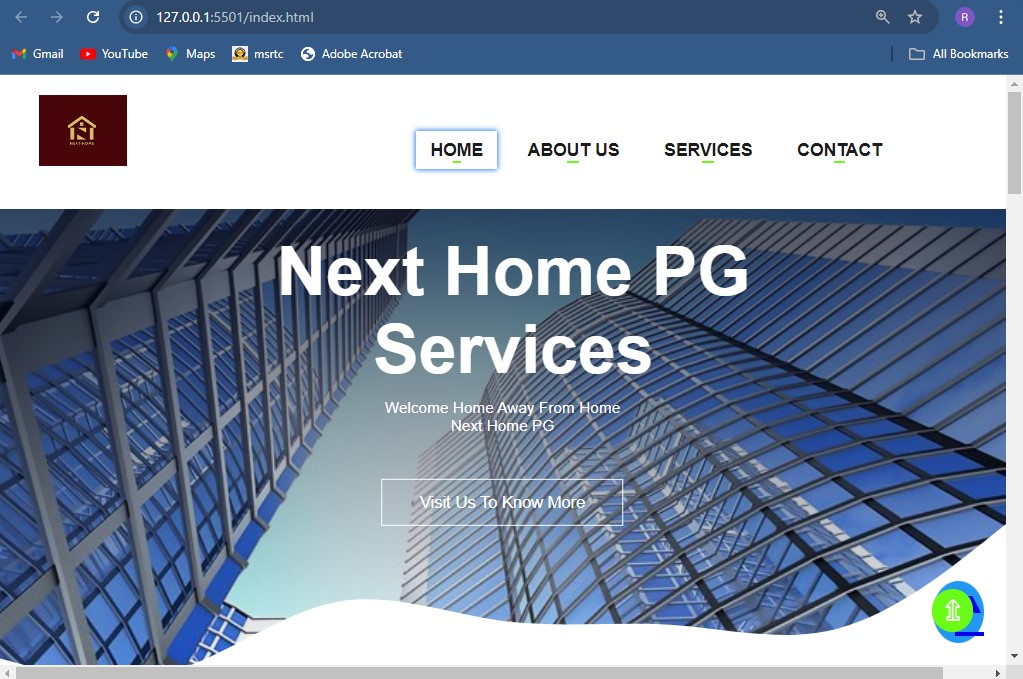 127.0.0.1:5501/index.html
R
Gmail YouTube Maps msrtc Adobe Acrobat All Bookmarks
NEXT HOME
HOME ABOUT US SERVICES CONTACT
Next Home PG
Services
Welcome Home Away From Home
Next Home PG
Visit Us To Know More